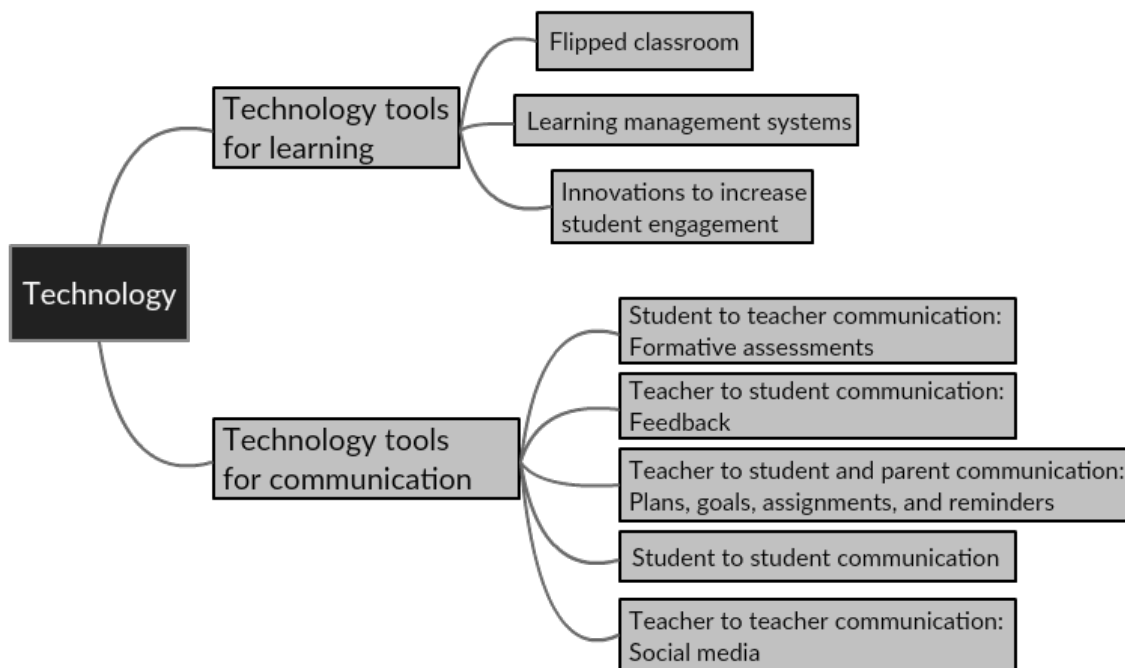 Technology
Technology tools
for learning
Flipped classroom
Learning management systems
Innovations to increase
student engagement
Technology tools
for communication
Student to teacher communication:
Formative assessments
Teacher to student communication:
Feedback
Teacher to student and parent communication:
Plans, goals, assignments, and reminders
Student to student communication
Teacher to teacher communication:
Social media